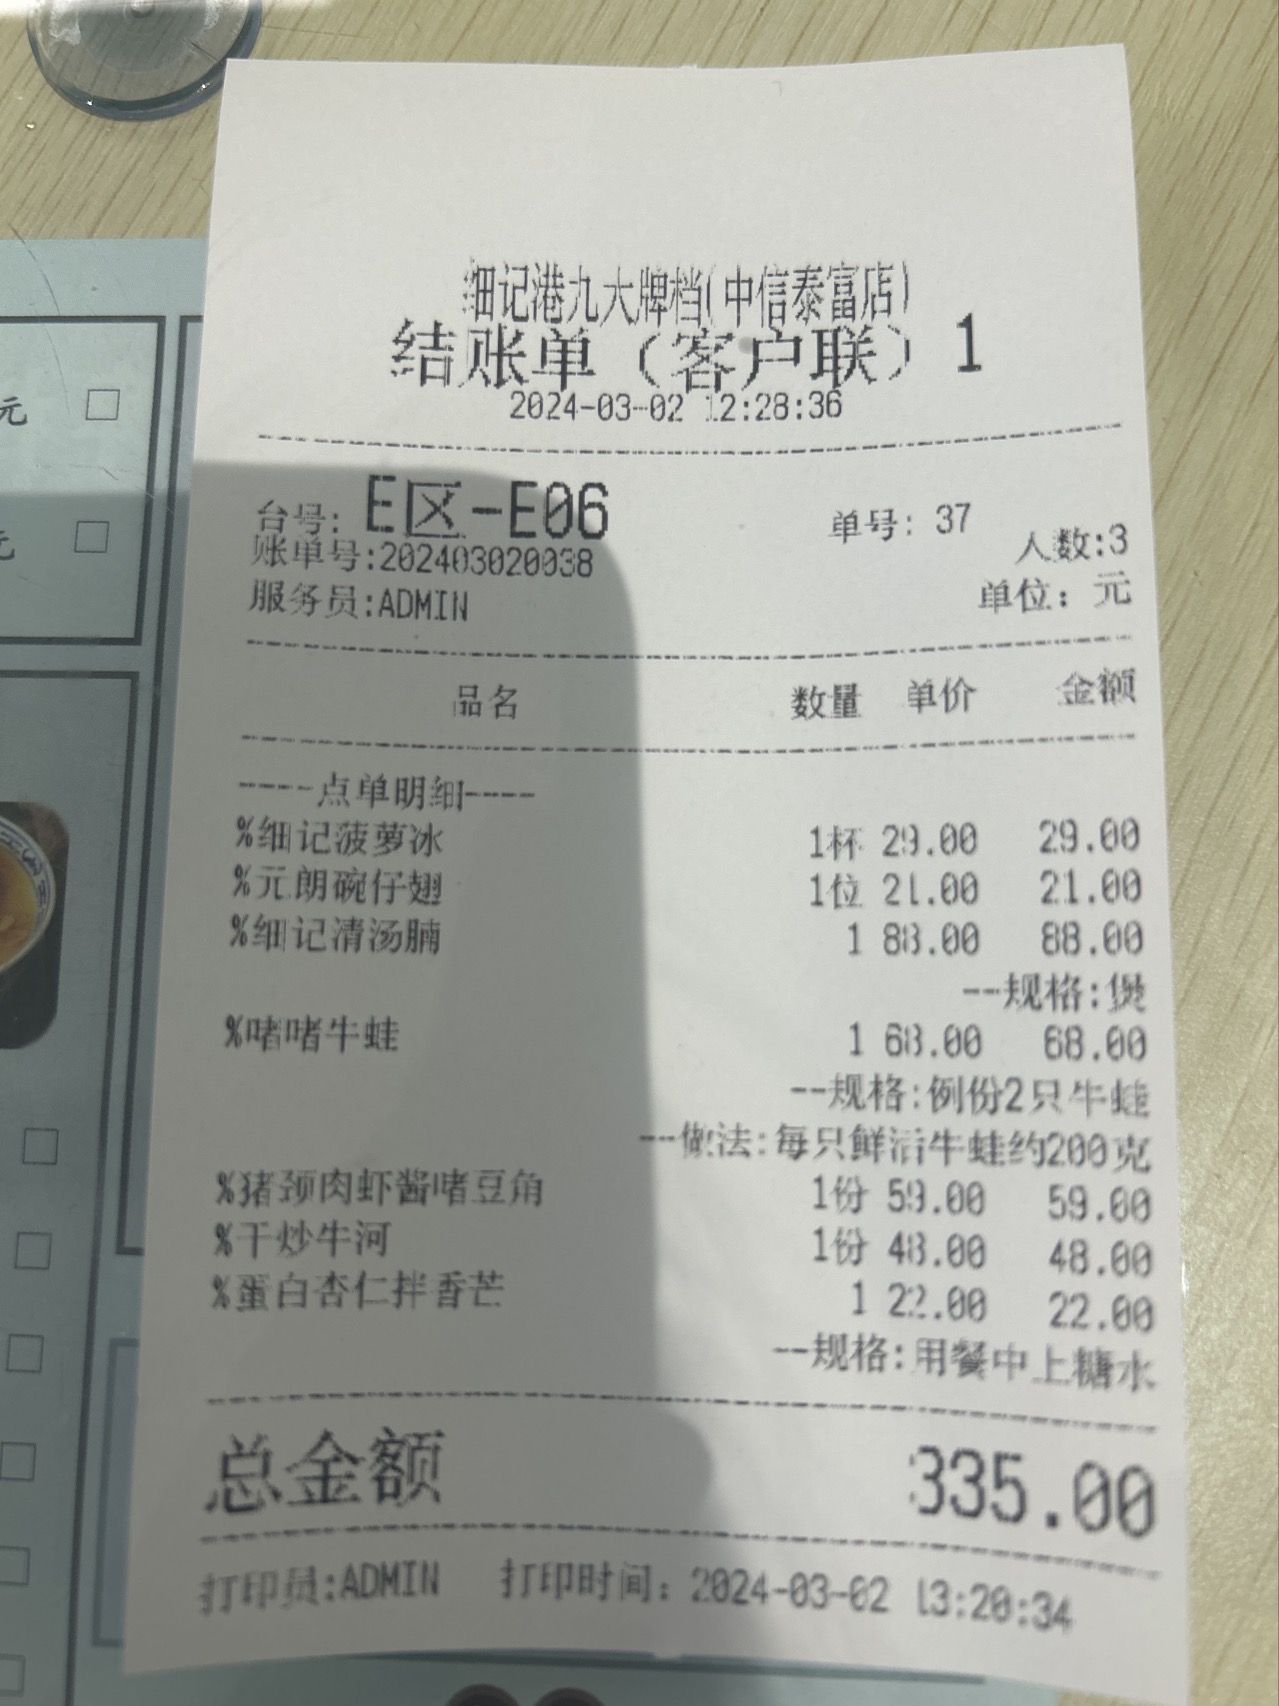 细记港九大牌档(中信泰富店)
结账单（客户联）1
2024-03-02 12:28:36
台号: E区-E06 单号: 37
账单号:202403020038 人数:3
服务员:ADMIN 单位: 元
品名 数量 单价 金额
----点单明细----
%细记菠萝冰 1杯 29.00 29.00
%元朗碗仔翅 1位 21.00 21.00
%细记清汤腩 1 88.00 88.00
--规格:煲
%啫啫牛蛙 1 68.00 68.00
--规格:例份2只牛蛙
--做法:每只鲜活牛蛙约200克
%猪颈肉虾酱啫豆角 1份 59.00 59.00
%干炒牛河 1份 48.00 48.00
%蛋白杏仁拌香芒 1 22.00 22.00
--规格:用餐中上糖水
总金额 335.00
打印员:ADMIN 打印时间: 2024-03-02 13:20:34
元
元